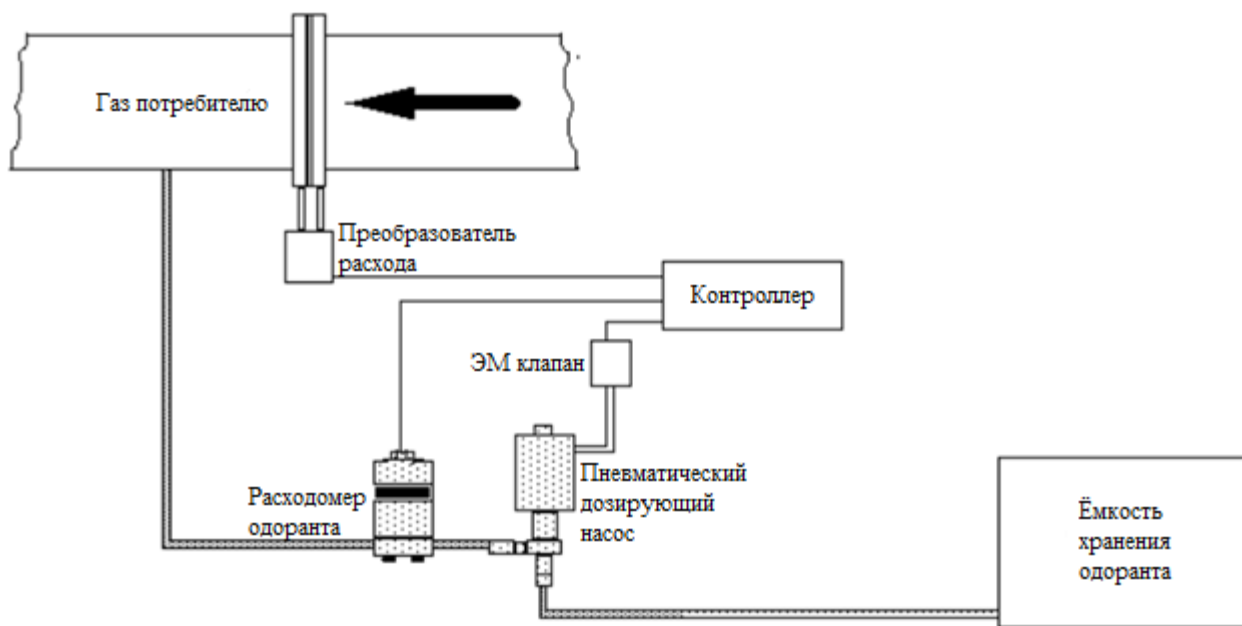 Газ потребителю
Преобразователь
расхода
Контроллер
ЭМ клапан
Расходомер
одоранта
Пневматический
дозирующий
насос
Ёмкость
хранения
одоранта